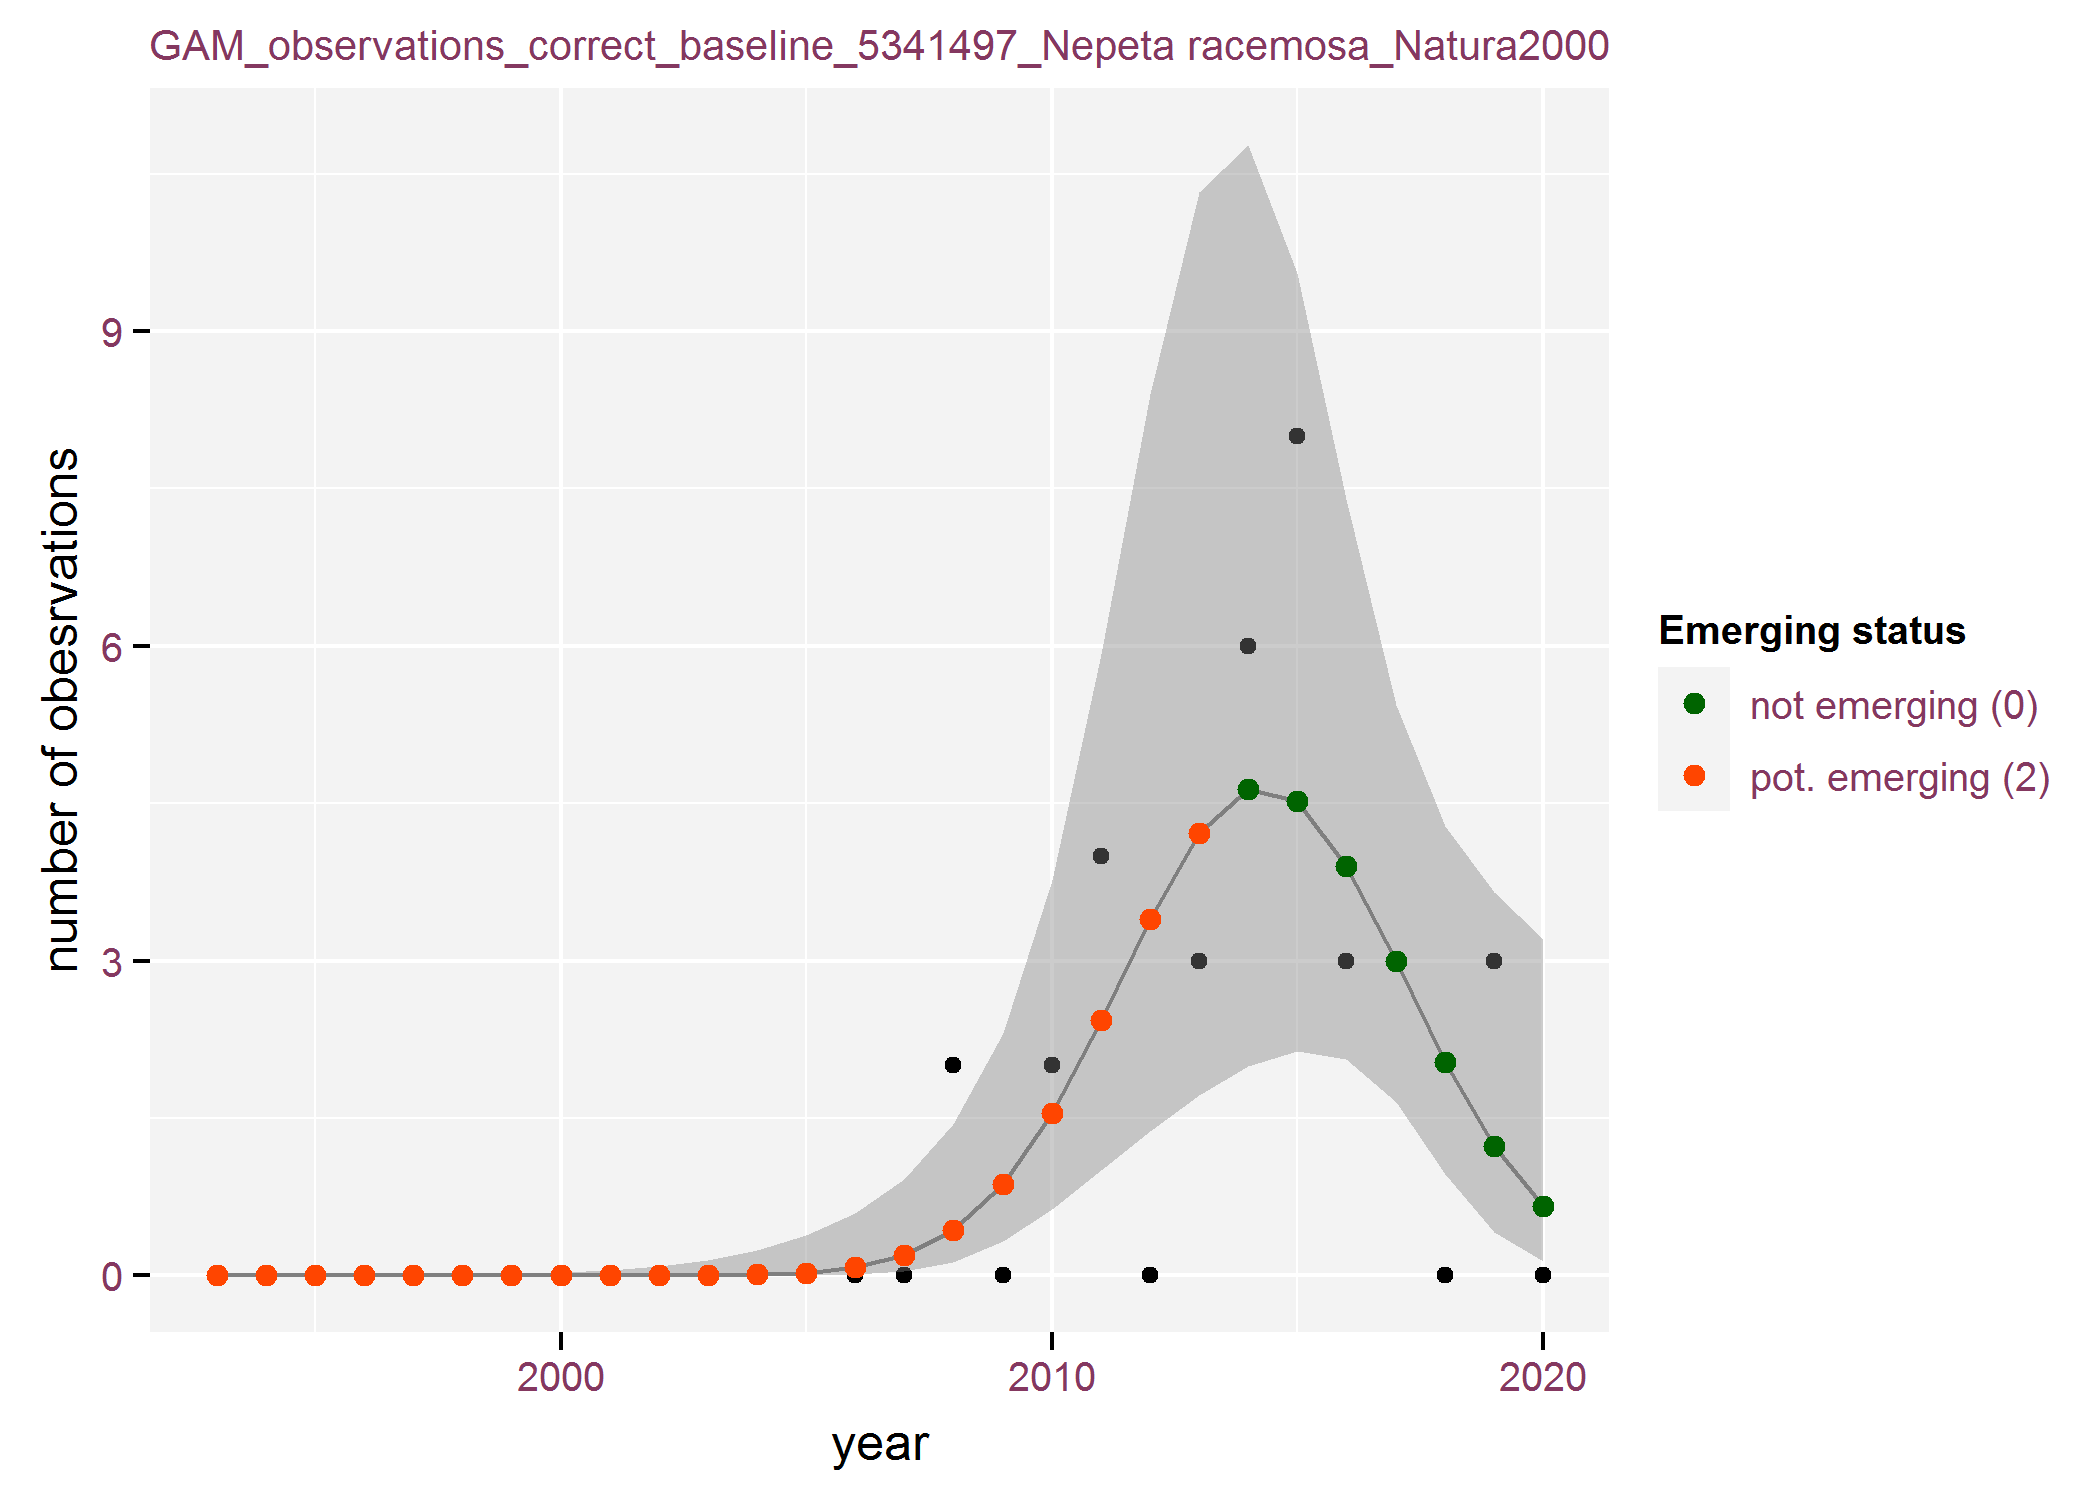 GAM_observations_correct_baseline_5341497_Nepeta racemosa_Natura2000
number of obesrvations
9
6
3
0
2000
2010
2020
year
Emerging status
not emerging (0)
pot. emerging (2)